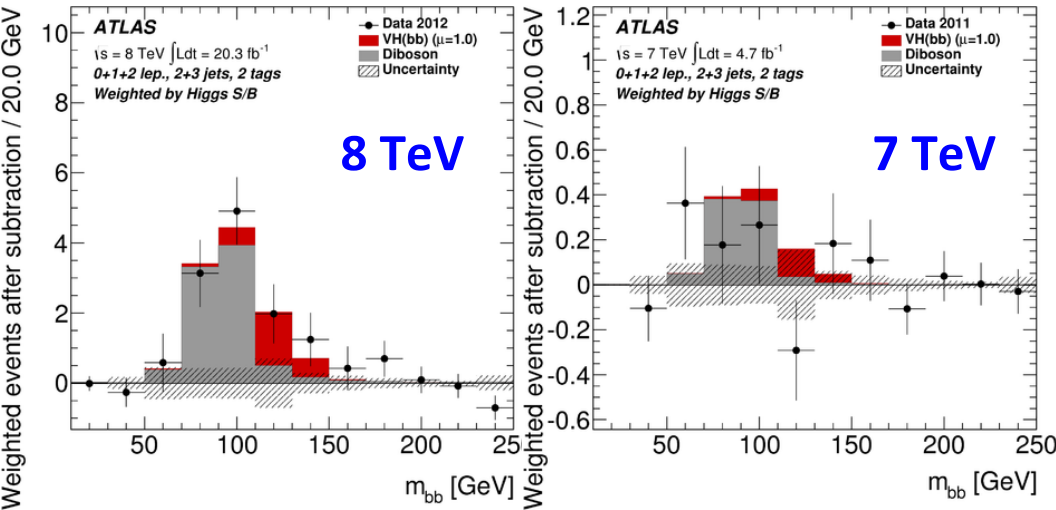 Weighted events after subtraction / 20.0 GeV
10
8
6
4
2
0
ATLAS
√s = 8 TeV ∫Ldt = 20.3 fb⁻¹
0+1+2 lep., 2+3 jets, 2 tags
Weighted by Higgs S/B
Data 2012
VH(bb) (μ=1.0)
Diboson
Uncertainty
8 TeV
50
100
150
200
250
m_bb [GeV]
Weighted events after subtraction / 20.0 GeV
1.2
1
0.8
0.6
0.4
0.2
0
-0.2
-0.4
-0.6
ATLAS
√s = 7 TeV ∫Ldt = 4.7 fb⁻¹
0+1+2 lep., 2+3 jets, 2 tags
Weighted by Higgs S/B
Data 2011
VH(bb) (μ=1.0)
Diboson
Uncertainty
7 TeV
50
100
150
200
250
m_bb [GeV]